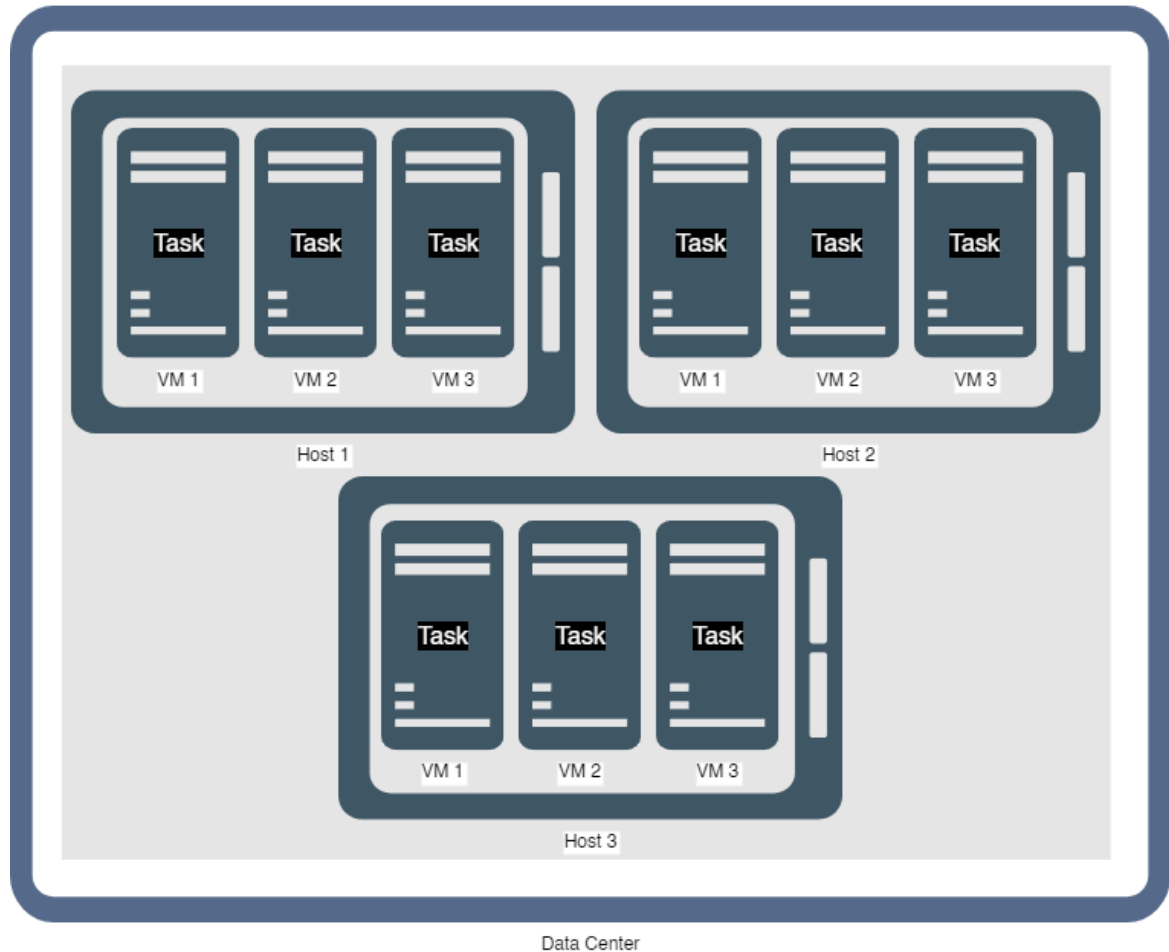 Task Task Task
VM 1 VM 2 VM 3
Host 1
Task Task Task
VM 1 VM 2 VM 3
Host 2
Task Task Task
VM 1 VM 2 VM 3
Host 3
Data Center